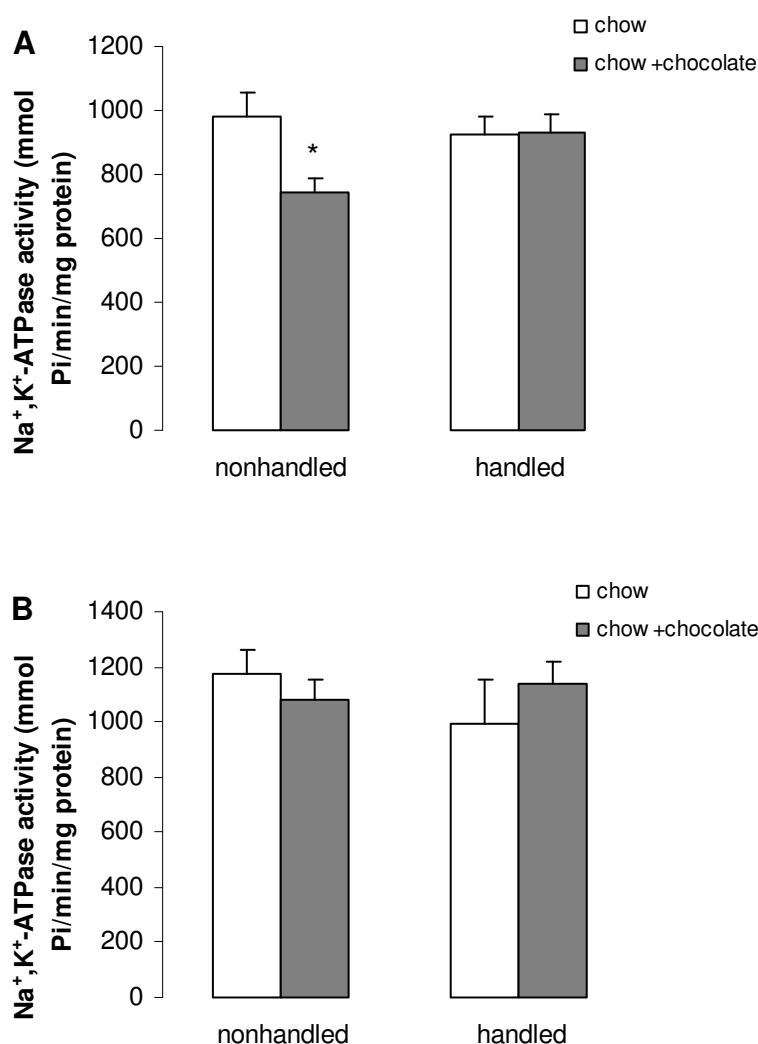 A
chow
chow +chocolate
Na⁺,K⁺-ATPase activity (mmol
Pi/min/mg protein)
1200
1000
800
600
400
200
0
*
nonhandled handled
B
chow
chow +chocolate
Na⁺,K⁺-ATPase activity (mmol
Pi/min/mg protein)
1400
1200
1000
800
600
400
200
0
nonhandled handled